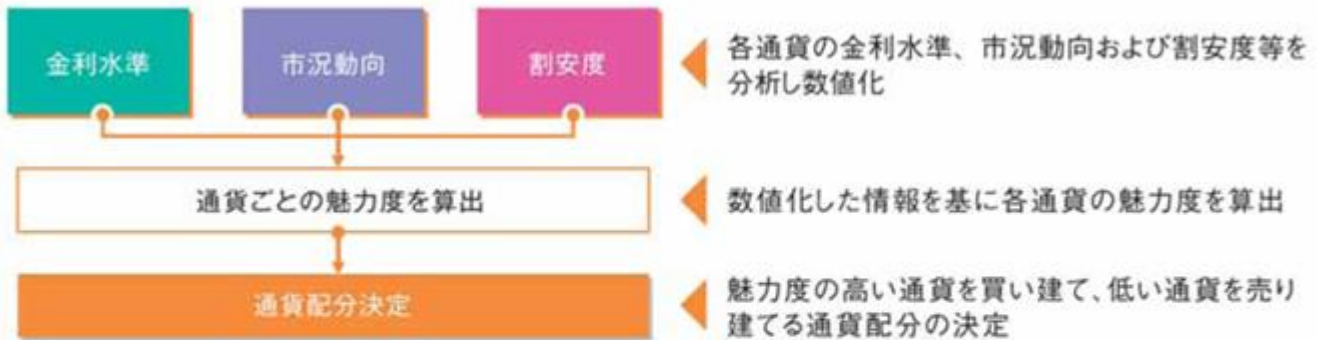 金利水準
市況動向
割安度
各通貨の金利水準、市況動向および割安度等を
分析し数値化
通貨ごとの魅力度を算出
数値化した情報を基に各通貨の魅力度を算出
通貨配分決定
魅力度の高い通貨を買い建て、低い通貨を売り
建てる通貨配分の決定